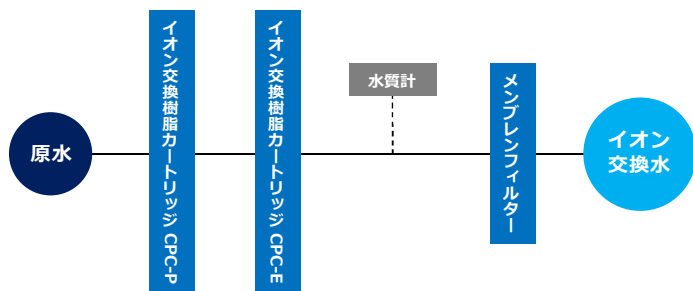 原水
イオン交換樹脂カートリッジ CPC-P
イオン交換樹脂カートリッジ CPC-E
水質計
メンブレンフィルター
イオン
交換水